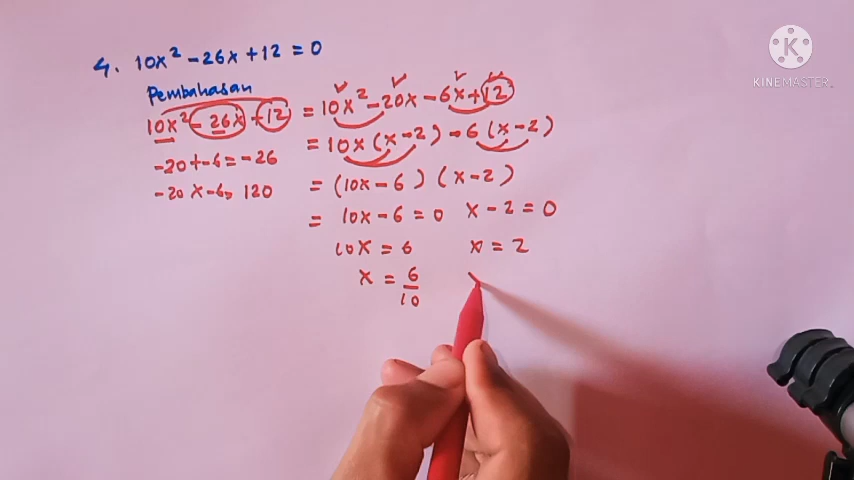 4. 10x² - 26x + 12 = 0
Pembahasan
10x² - 26x + 12 = 10x² - 20x - 6x + 12
-20 + -6 = -26 = 10x (x - 2) - 6 (x - 2)
-20 x -6 = 120 = (10x - 6) (x - 2)
= 10x - 6 = 0 x - 2 = 0
10x = 6 x = 2
x = 6/10
K
KINEMASTER